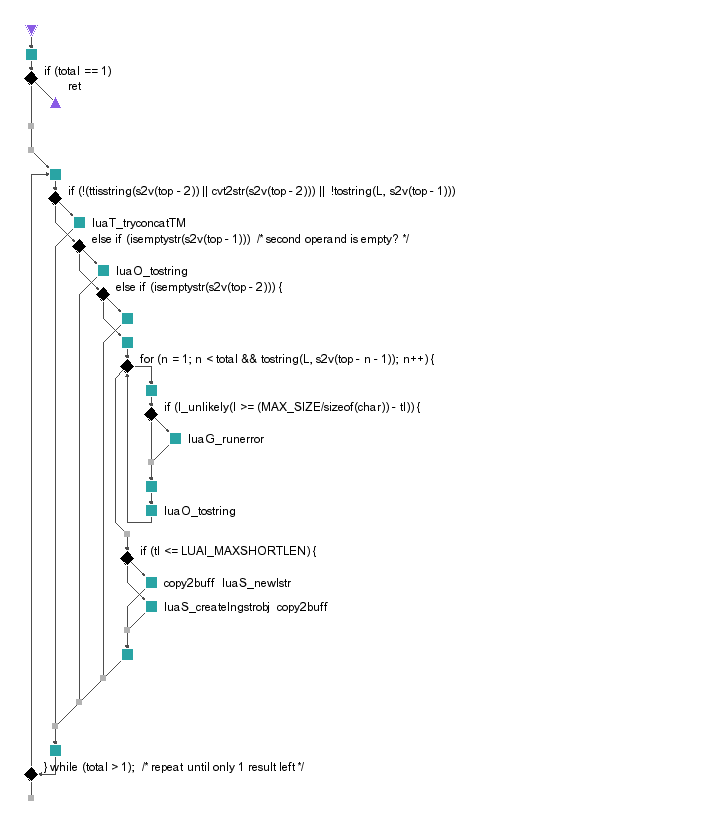 if (total == 1)
ret
if (!(ttisstring(s2v(top - 2)) || cvt2str(s2v(top - 2))) || !tostring(L, s2v(top - 1)))
luaT_tryconcatTM
else if (isemptystr(s2v(top - 1))) /* second operand is empty? */
luaO_tostring
else if (isemptystr(s2v(top - 2))) {
for (n = 1; n < total && tostring(L, s2v(top - n - 1)); n++) {
if (l_unlikely(l >= (MAX_SIZE/sizeof(char)) - tl)) {
luaG_runerror
luaO_tostring
if (tl <= LUAI_MAXSHORTLEN) {
copy2buff luaS_newlstr
luaS_createlngstrobj copy2buff
} while (total > 1); /* repeat until only 1 result left */